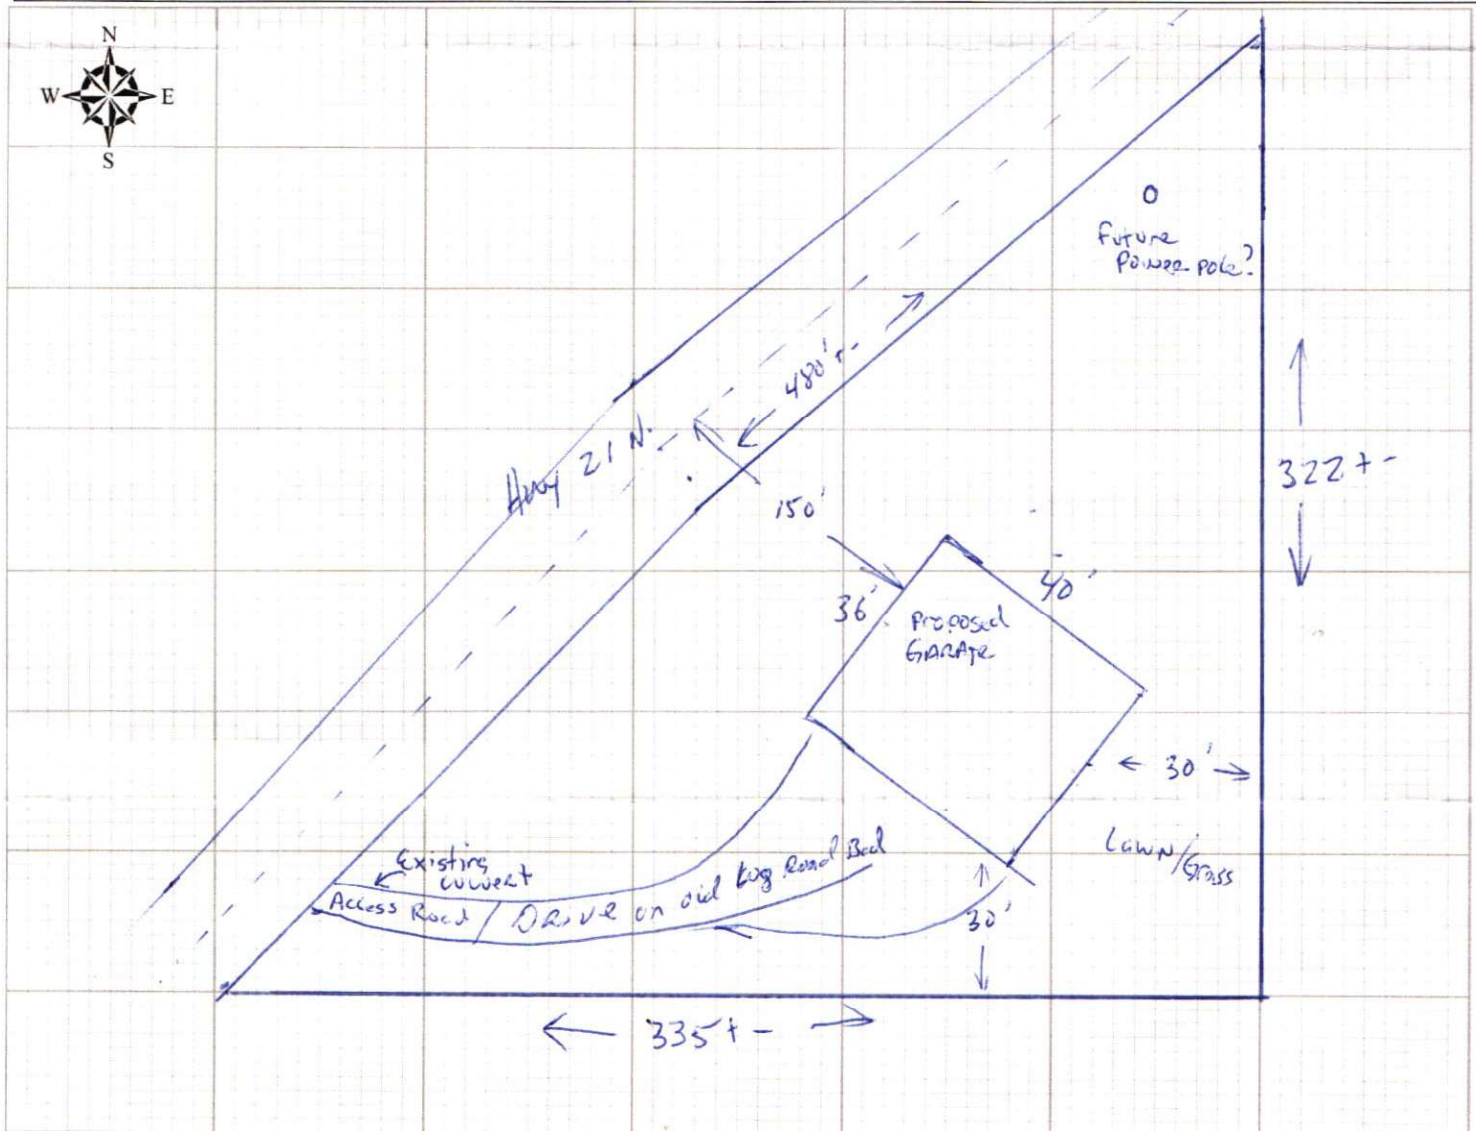 N
W E
S
Future
Power pole?
480'+-
Hwy 21 N.
322+-
150'
40'
36'
Proposed
GARAGE
← 30' →
Existing
culvert
Lawn/Grass
Access Road / Drive on old Log Road Bed
30'
335+-